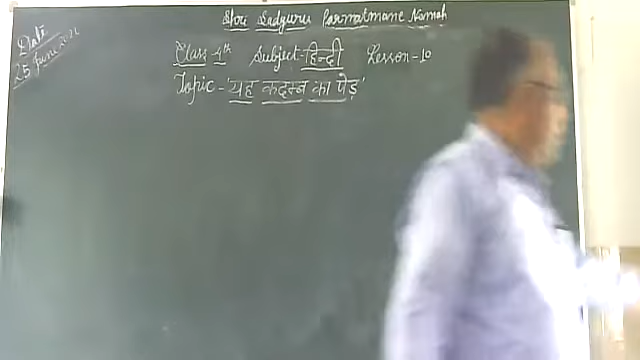 Shri Sadguru Parmatmane Namah
Date
25 June 2021
Class 4th Subject-हिन्दी Lesson-10
Topic-'यह कदम्ब का पेड़'